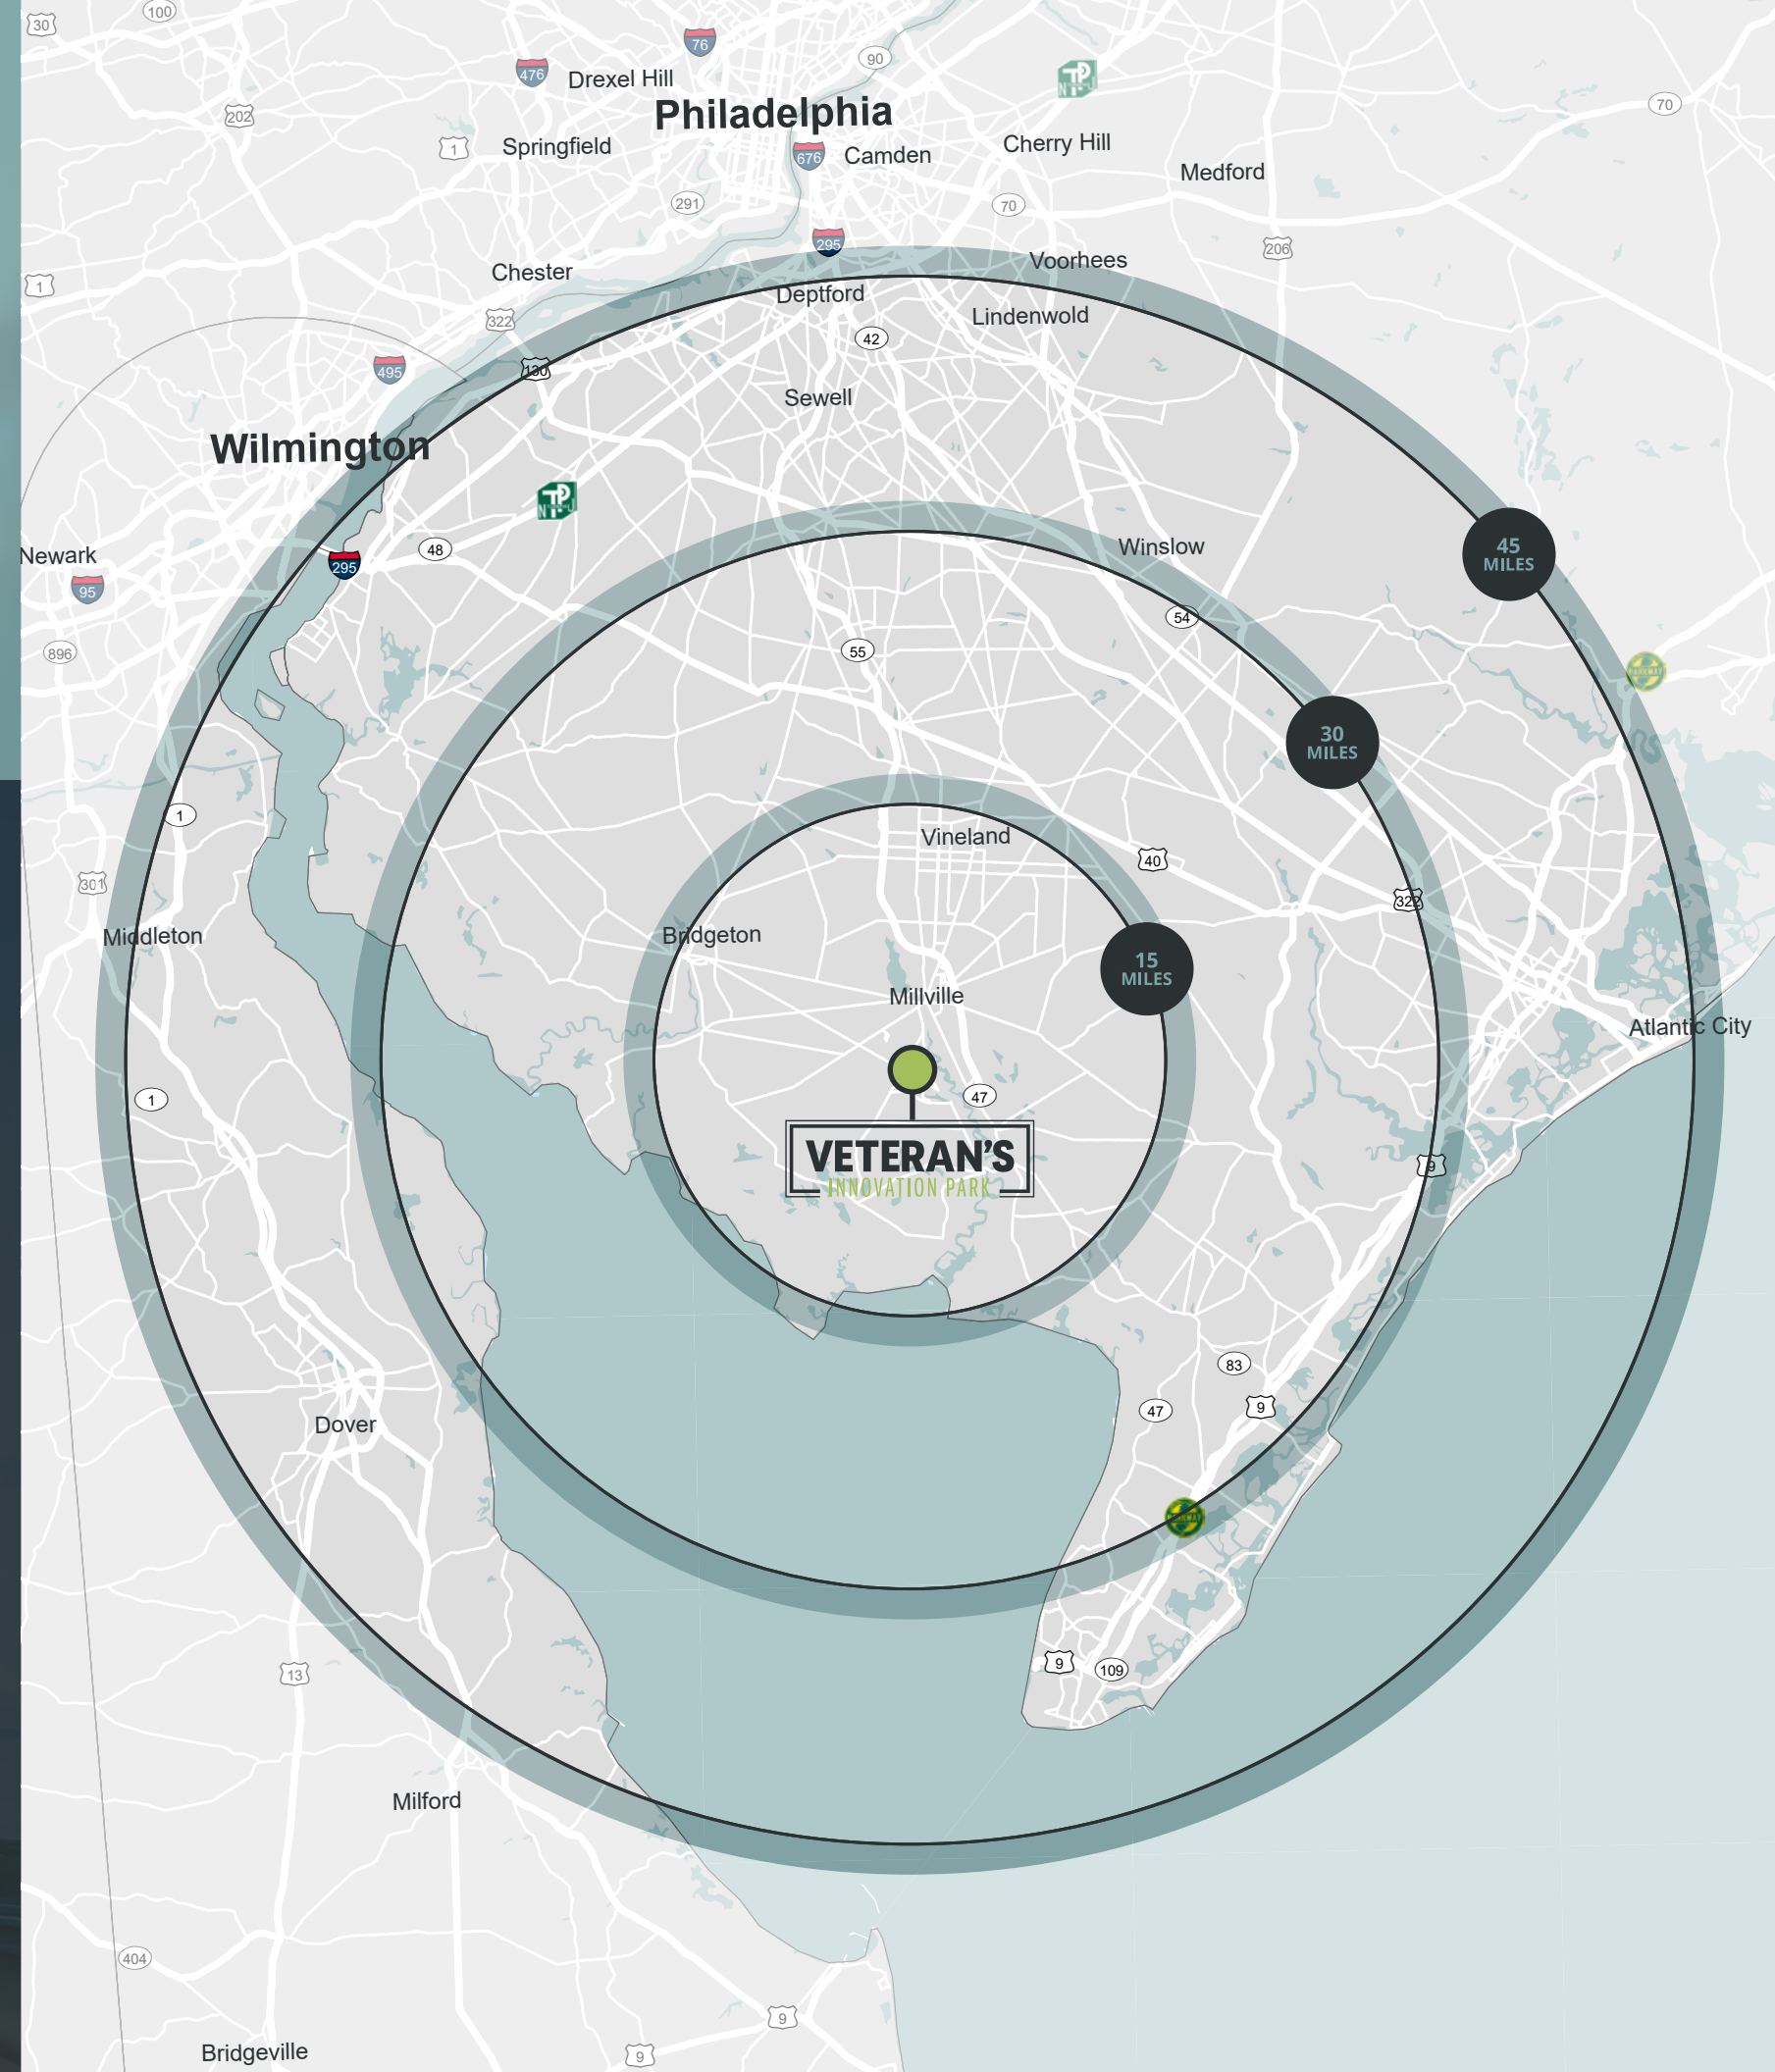 30
100
76
476
Drexel Hill
90
TP
N J
70
202
Philadelphia
1
Springfield
676
Camden
Cherry Hill
Medford
291
70
295
206
Voorhees
Chester
1
Deptford
322
Lindenwold
42
130
495
Sewell
Wilmington
TP
N J
48
Winslow
45
MILES
Newark
295
95
54
896
55
PARKWAY
30
MILES
1
Vineland
40
301
322
Middleton
Bridgeton
15
MILES
Millville
Atlantic City
1
47
VETERAN'S
INNOVATION PARK
9
83
47
9
Dover
9
109
13
Milford
404
9
Bridgeville
9